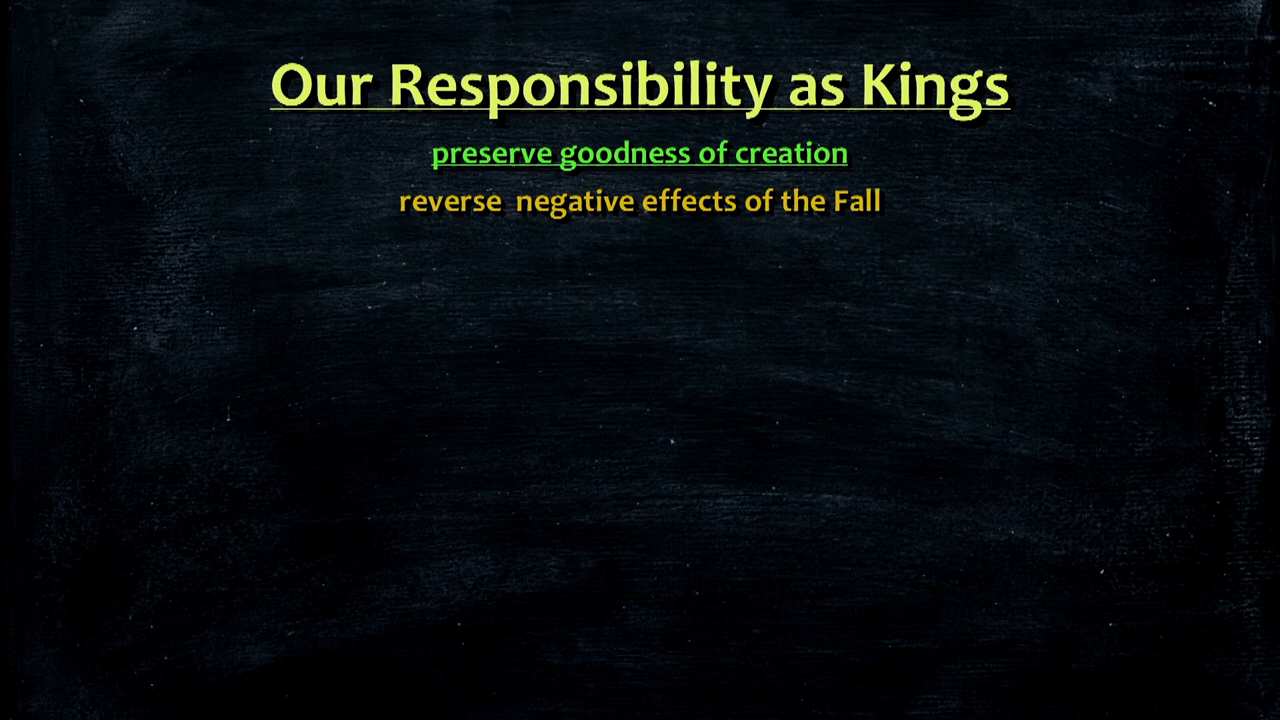 Our Responsibility as Kings
preserve goodness of creation
reverse  negative effects of the Fall